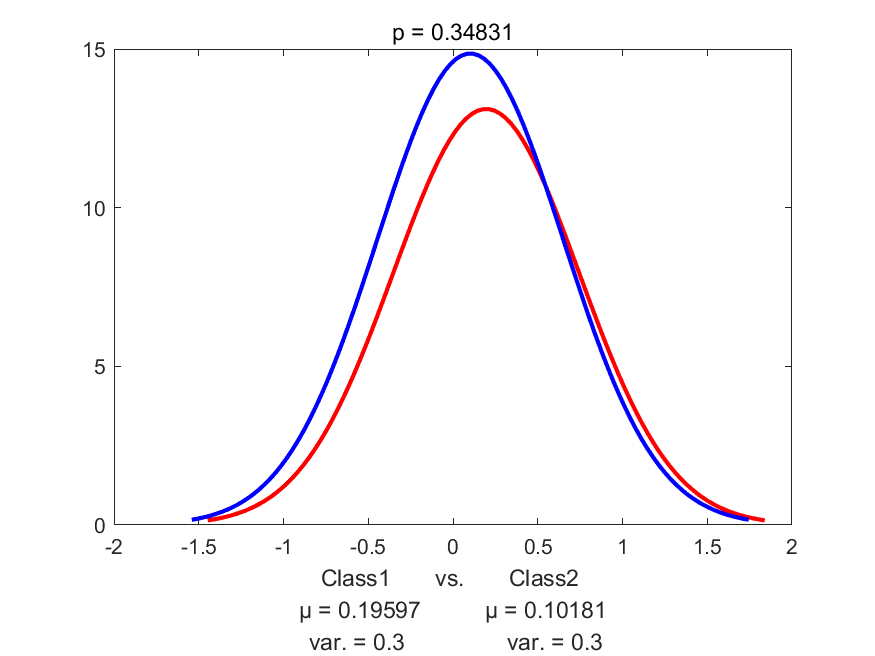 p = 0.34831
15
10
5
0
-2 -1.5 -1 -0.5 0 0.5 1 1.5 2
Class1 vs. Class2
μ = 0.19597 μ = 0.10181
var. = 0.3 var. = 0.3